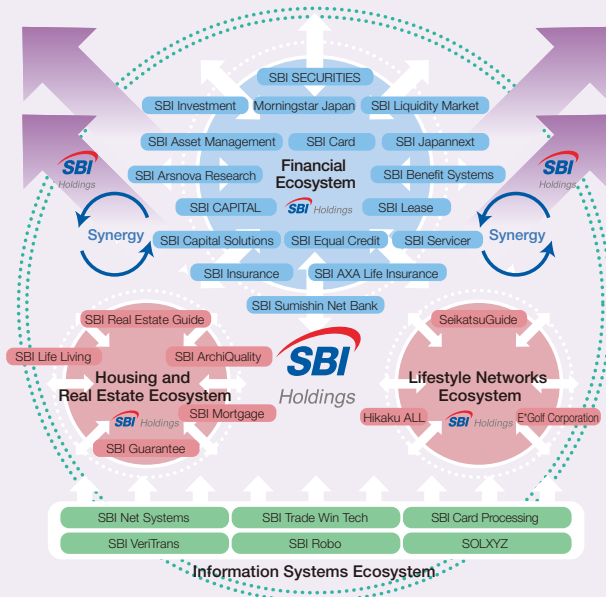 SBI SECURITIES
SBI Investment
Morningstar Japan
SBI Liquidity Market
SBI Asset Management
SBI Card
SBI Japannext
SBI
Holdings
SBI
Holdings
SBI Arsnova Research
Financial
Ecosystem
SBI Benefit Systems
SBI CAPITAL
SBI Holdings
SBI Lease
Synergy
Synergy
SBI Capital Solutions
SBI Equal Credit
SBI Servicer
SBI Insurance
SBI AXA Life Insurance
SBI Sumishin Net Bank
SBI Real Estate Guide
SeikatsuGuide
SBI Life Living
SBI ArchiQuality
SBI
Holdings
Housing and
Real Estate Ecosystem
Lifestyle Networks
Ecosystem
SBI Holdings
SBI Mortgage
Hikaku ALL
SBI Holdings
E*Golf Corporation
SBI Guarantee
SBI Net Systems
SBI Trade Win Tech
SBI Card Processing
SBI VeriTrans
SBI Robo
SOLXYZ
Information Systems Ecosystem